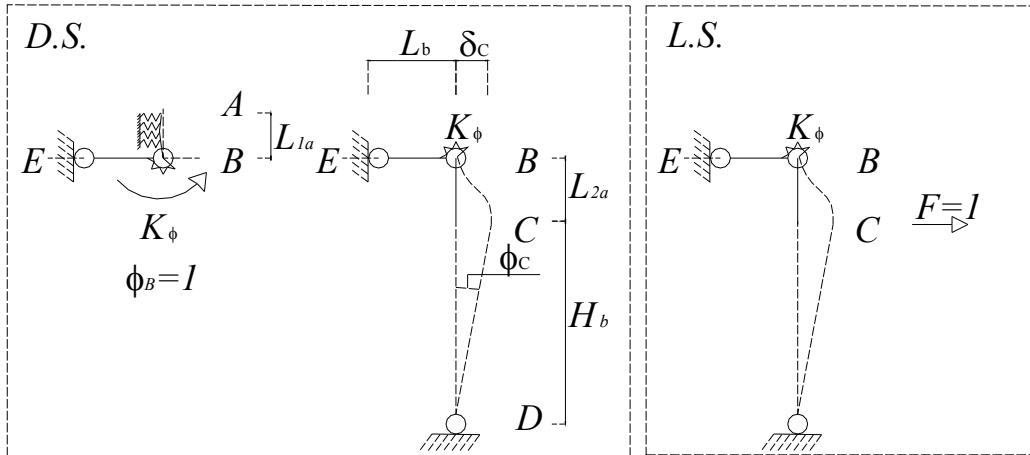 D.S.
A
L1a
E
B
Kϕ
ϕB=1
Lb
δC
Kϕ
E
B
L2a
C
ϕC
Hb
D
L.S.
Kϕ
E
B
F=1
C